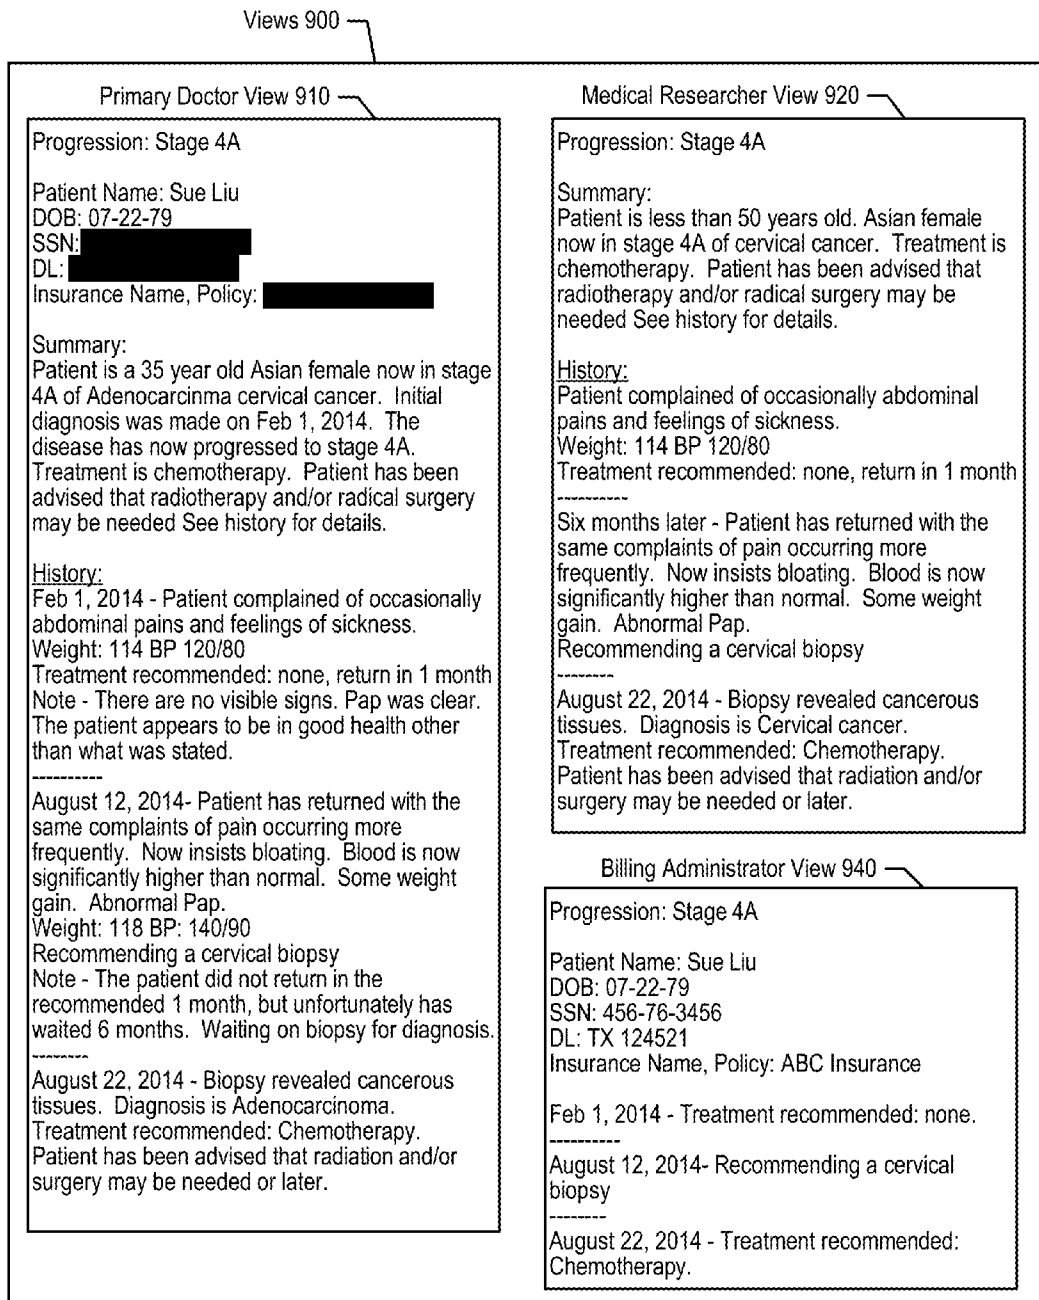 Views 900
Primary Doctor View 910
Progression: Stage 4A
Patient Name: Sue Liu
DOB: 07-22-79
SSN:
DL:
Insurance Name, Policy:
Summary:
Patient is a 35 year old Asian female now in stage
4A of Adenocarcinma cervical cancer. Initial
diagnosis was made on Feb 1, 2014. The
disease has now progressed to stage 4A.
Treatment is chemotherapy. Patient has been
advised that radiotherapy and/or radical surgery
may be needed See history for details.
History:
Feb 1, 2014 - Patient complained of occasionally
abdominal pains and feelings of sickness.
Weight: 114 BP 120/80
Treatment recommended: none, return in 1 month
Note - There are no visible signs. Pap was clear.
The patient appears to be in good health other
than what was stated.
----------
August 12, 2014- Patient has returned with the
same complaints of pain occurring more
frequently. Now insists bloating. Blood is now
significantly higher than normal. Some weight
gain. Abnormal Pap.
Weight: 118 BP: 140/90
Recommending a cervical biopsy
Note - The patient did not return in the
recommended 1 month, but unfortunately has
waited 6 months. Waiting on biopsy for diagnosis.
--------
August 22, 2014 - Biopsy revealed cancerous
tissues. Diagnosis is Adenocarcinoma.
Treatment recommended: Chemotherapy.
Patient has been advised that radiation and/or
surgery may be needed or later.
Medical Researcher View 920
Progression: Stage 4A
Summary:
Patient is less than 50 years old. Asian female
now in stage 4A of cervical cancer. Treatment is
chemotherapy. Patient has been advised that
radiotherapy and/or radical surgery may be
needed See history for details.
History:
Patient complained of occasionally abdominal
pains and feelings of sickness.
Weight: 114 BP 120/80
Treatment recommended: none, return in 1 month
----------
Six months later - Patient has returned with the
same complaints of pain occurring more
frequently. Now insists bloating. Blood is now
significantly higher than normal. Some weight
gain. Abnormal Pap.
Recommending a cervical biopsy
--------
August 22, 2014 - Biopsy revealed cancerous
tissues. Diagnosis is Cervical cancer.
Treatment recommended: Chemotherapy.
Patient has been advised that radiation and/or
surgery may be needed or later.
Billing Administrator View 940
Progression: Stage 4A
Patient Name: Sue Liu
DOB: 07-22-79
SSN: 456-76-3456
DL: TX 124521
Insurance Name, Policy: ABC Insurance
Feb 1, 2014 - Treatment recommended: none.
----------
August 12, 2014- Recommending a cervical
biopsy
--------
August 22, 2014 - Treatment recommended:
Chemotherapy.